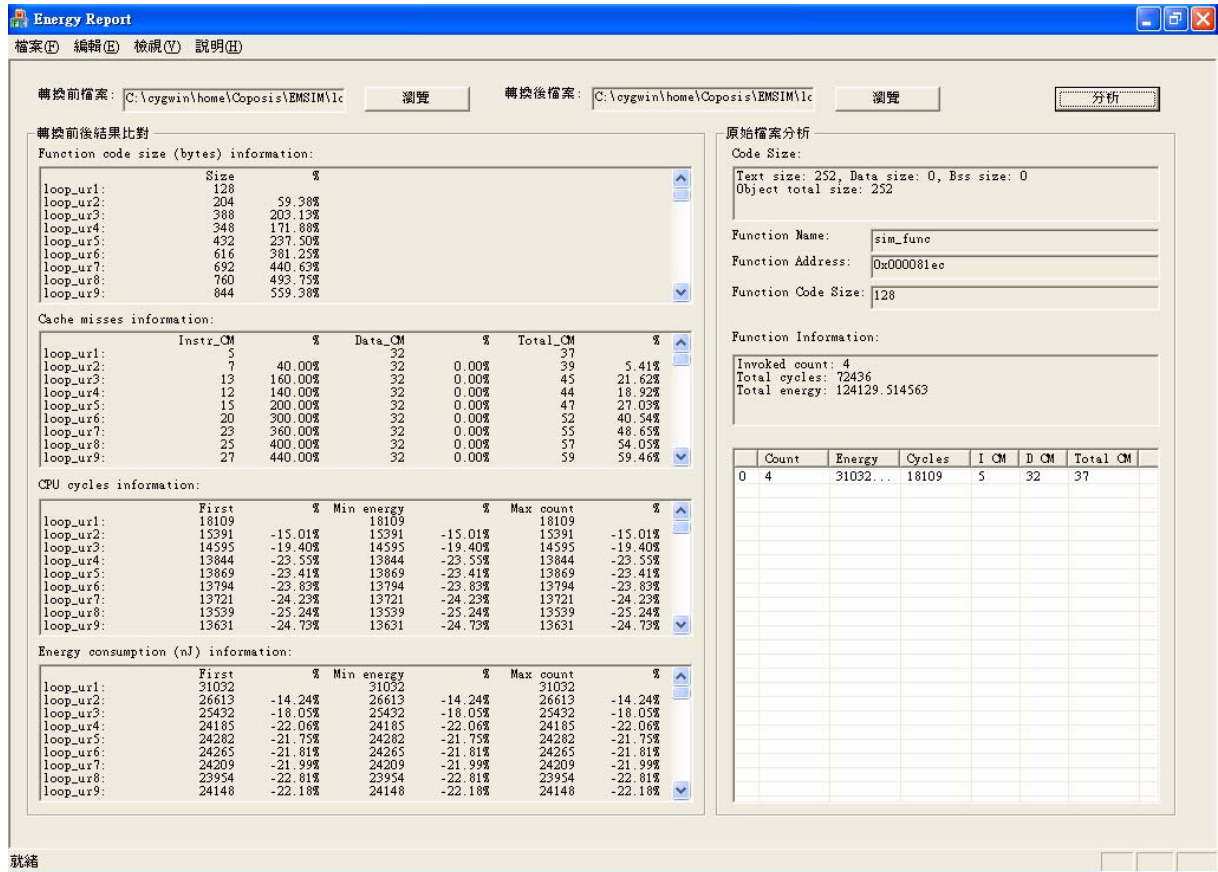 Energy Report
檔案(F) 編輯(E) 檢視(V) 說明(H)
轉換前檔案: C:\cygwin\home\Coposis\EMSIM\lc 瀏覽 轉換後檔案: C:\cygwin\home\Coposis\EMSIM\lc 瀏覽 分析
轉換前後結果比對
Function code size (bytes) information:
Size %
loop_ur1: 128
loop_ur2: 204 59.38%
loop_ur3: 388 203.13%
loop_ur4: 348 171.88%
loop_ur5: 432 237.50%
loop_ur6: 616 381.25%
loop_ur7: 692 440.63%
loop_ur8: 760 493.75%
loop_ur9: 844 559.38%
Cache misses information:
Instr_CM % Data_CM % Total_CM %
loop_ur1: 5 32 37
loop_ur2: 7 40.00% 32 0.00% 39 5.41%
loop_ur3: 13 160.00% 32 0.00% 45 21.62%
loop_ur4: 12 140.00% 32 0.00% 44 18.92%
loop_ur5: 15 200.00% 32 0.00% 47 27.03%
loop_ur6: 20 300.00% 32 0.00% 52 40.54%
loop_ur7: 23 360.00% 32 0.00% 55 48.65%
loop_ur8: 25 400.00% 32 0.00% 57 54.05%
loop_ur9: 27 440.00% 32 0.00% 59 59.46%
CPU cycles information:
First % Min energy % Max count %
loop_ur1: 18109 18109 18109
loop_ur2: 15391 -15.01% 15391 -15.01% 15391 -15.01%
loop_ur3: 14595 -19.40% 14595 -19.40% 14595 -19.40%
loop_ur4: 13844 -23.55% 13844 -23.55% 13844 -23.55%
loop_ur5: 13869 -23.41% 13869 -23.41% 13869 -23.41%
loop_ur6: 13794 -23.83% 13794 -23.83% 13794 -23.83%
loop_ur7: 13721 -24.23% 13721 -24.23% 13721 -24.23%
loop_ur8: 13539 -25.24% 13539 -25.24% 13539 -25.24%
loop_ur9: 13631 -24.73% 13631 -24.73% 13631 -24.73%
Energy consumption (nJ) information:
First % Min energy % Max count %
loop_ur1: 31032 31032 31032
loop_ur2: 26613 -14.24% 26613 -14.24% 26613 -14.24%
loop_ur3: 25432 -18.05% 25432 -18.05% 25432 -18.05%
loop_ur4: 24185 -22.06% 24185 -22.06% 24185 -22.06%
loop_ur5: 24282 -21.75% 24282 -21.75% 24282 -21.75%
loop_ur6: 24265 -21.81% 24265 -21.81% 24265 -21.81%
loop_ur7: 24209 -21.99% 24209 -21.99% 24209 -21.99%
loop_ur8: 23954 -22.81% 23954 -22.81% 23954 -22.81%
loop_ur9: 24148 -22.18% 24148 -22.18% 24148 -22.18%
原始檔案分析
Code Size:
Text size: 252, Data size: 0, Bss size: 0
Object total size: 252
Function Name: sim_func
Function Address: 0x000081ec
Function Code Size: 128
Function Information:
Invoked count: 4
Total cycles: 72436
Total energy: 124129.514563
Count Energy Cycles I CM D CM Total CM
0 4 31032... 18109 5 32 37
就緒